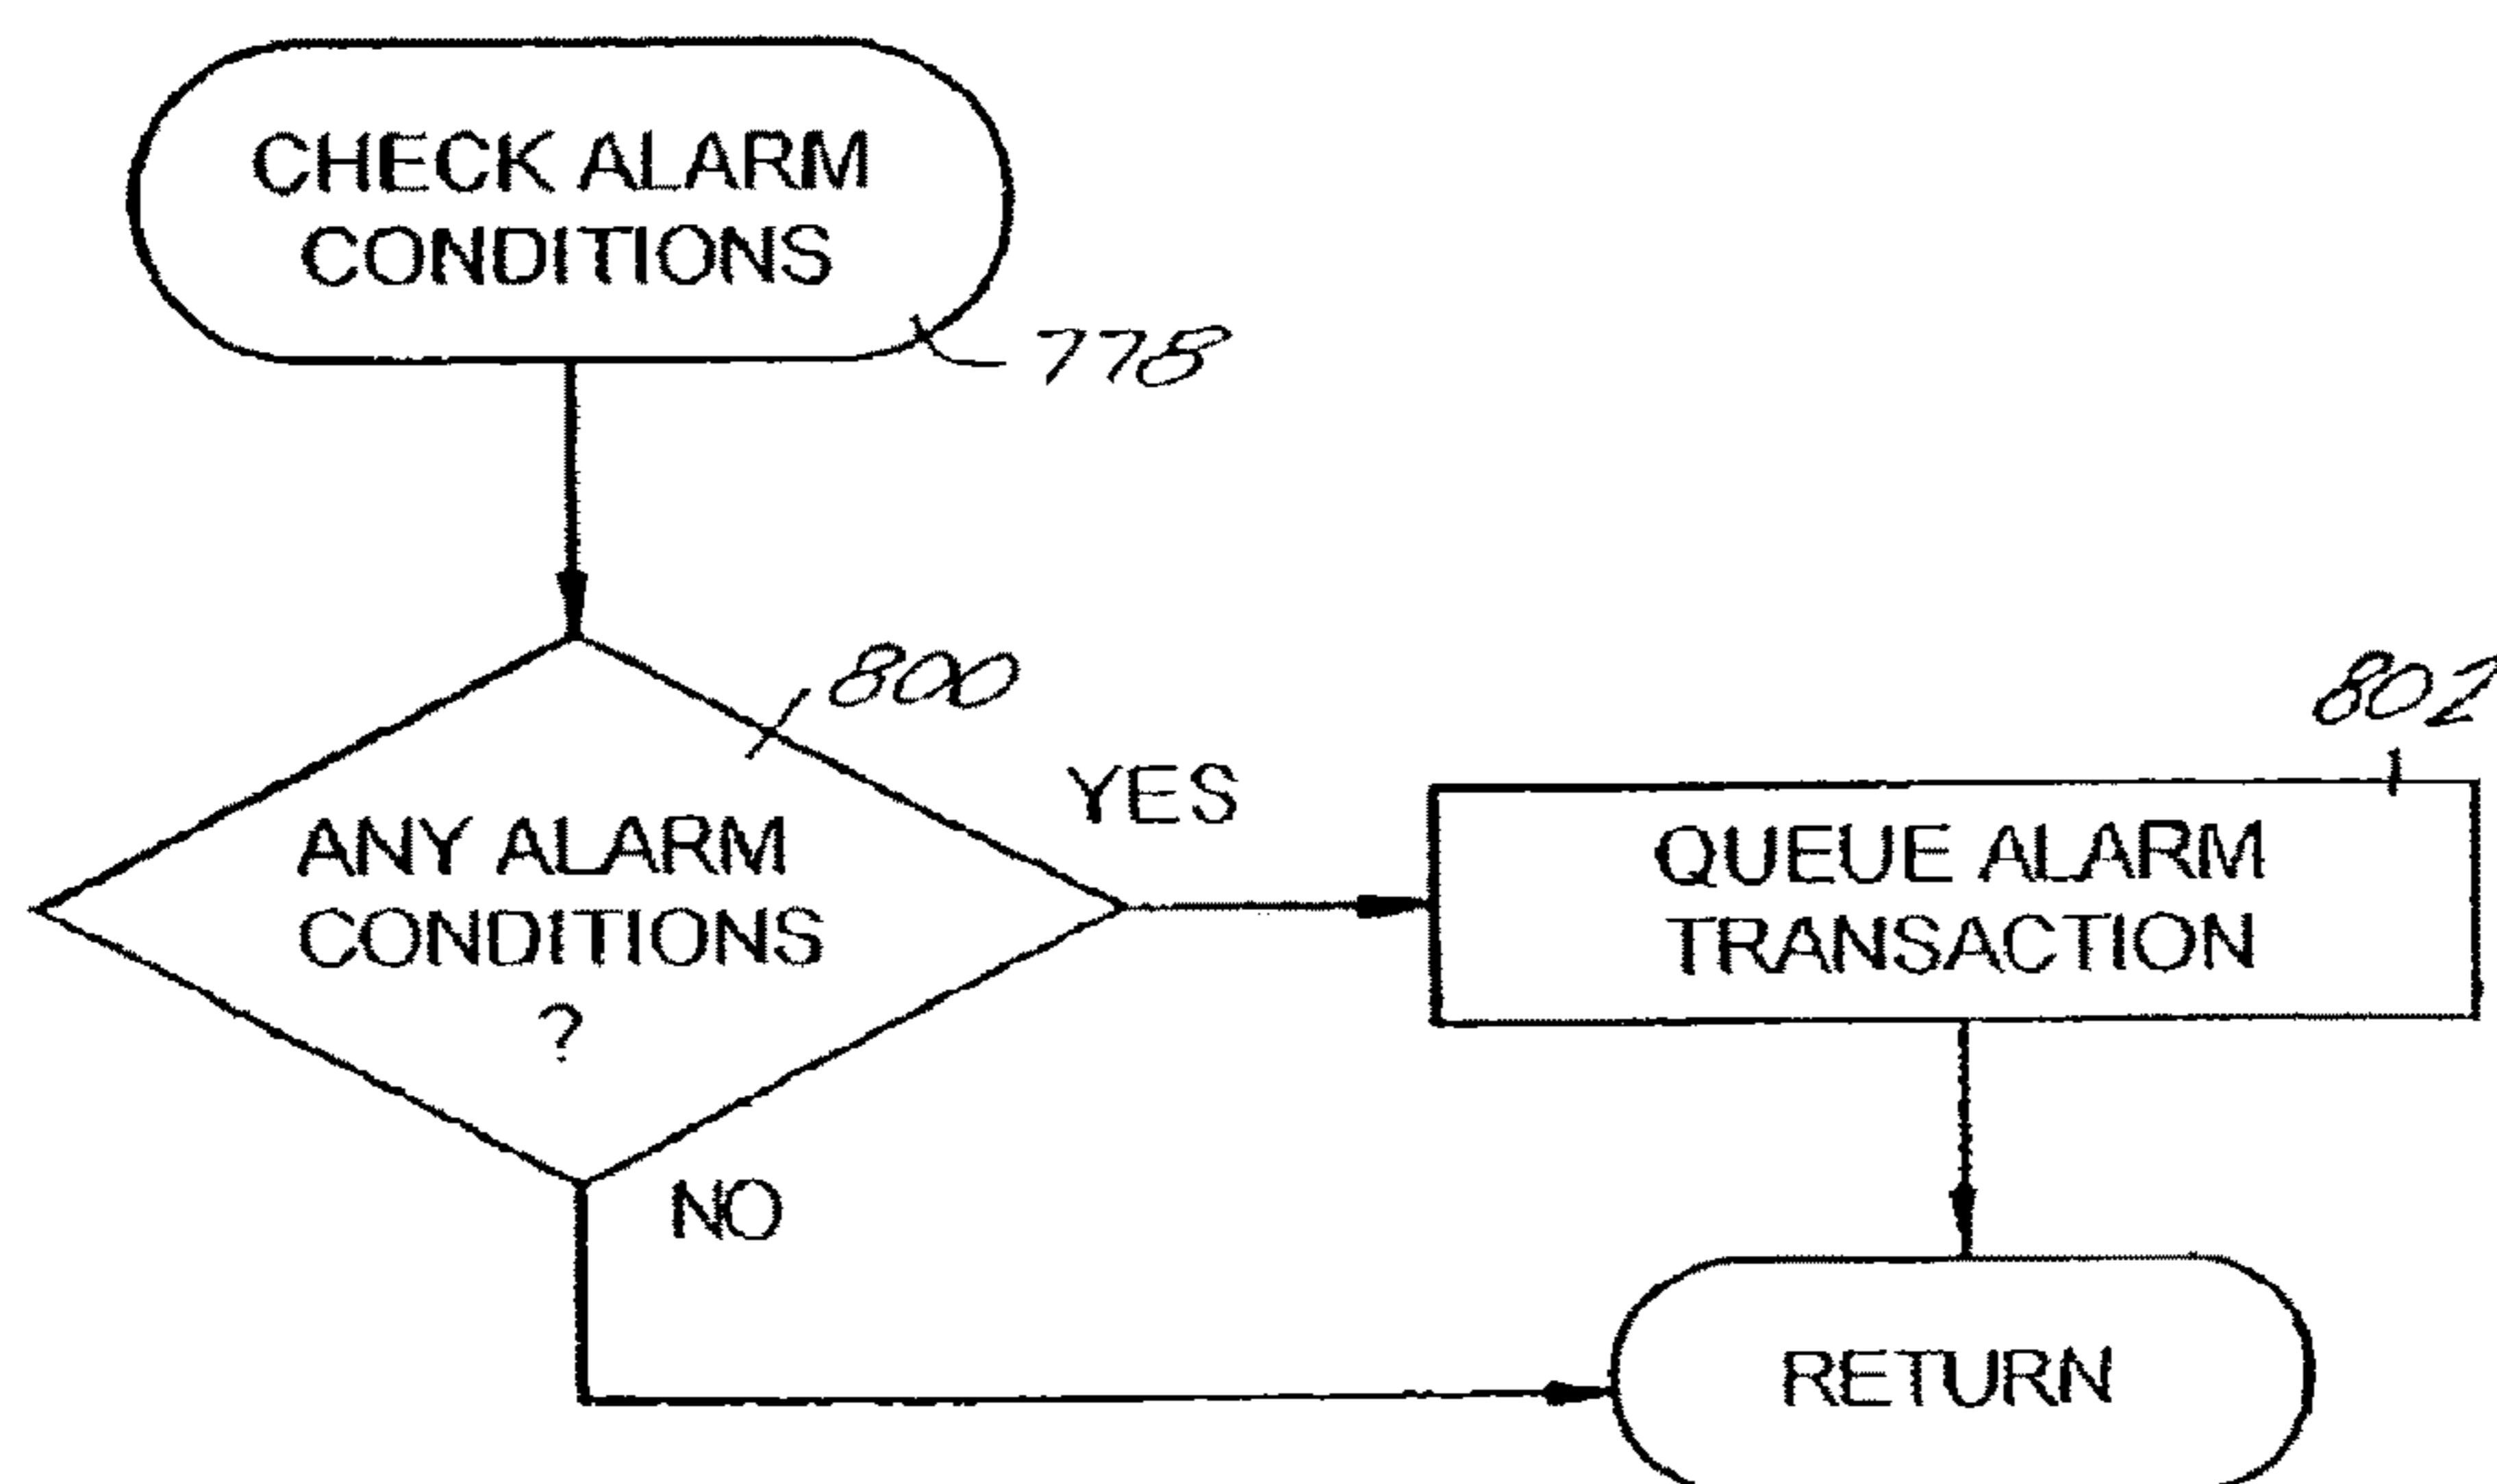 CHECK ALARM
CONDITIONS
778
800
YES
802
ANY ALARM
CONDITIONS
?
QUEUE ALARM
TRANSACTION
NO
RETURN